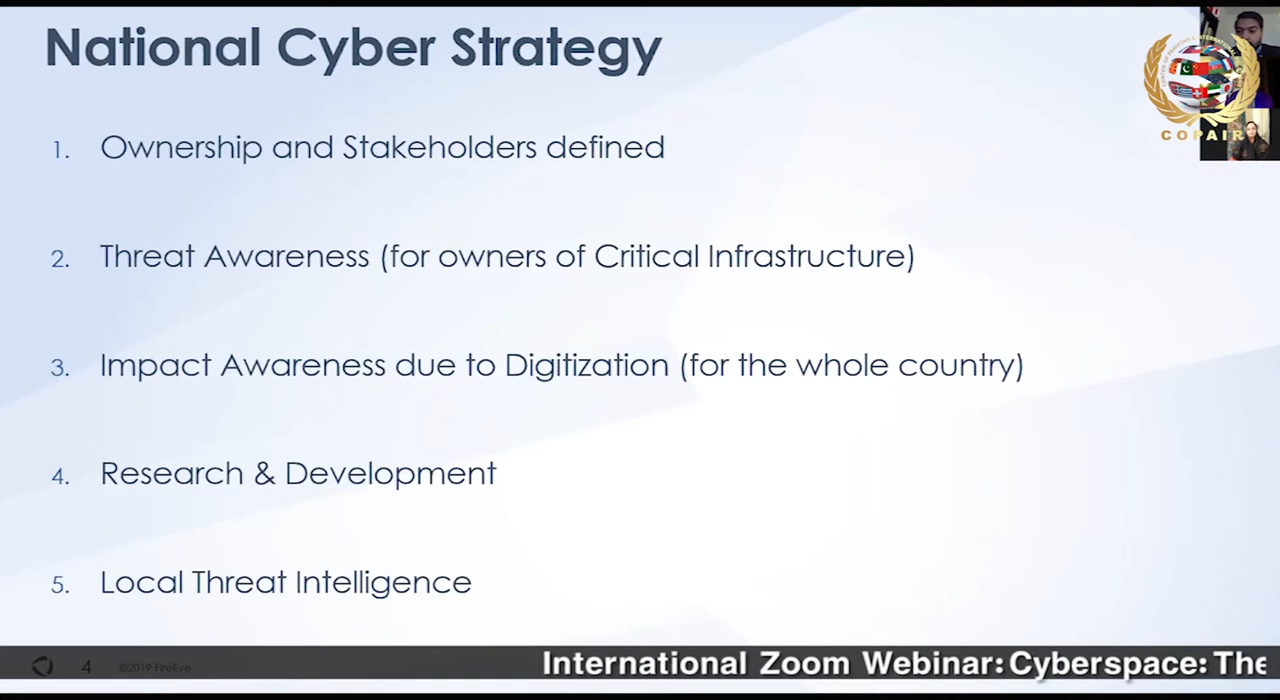 National Cyber Strategy
1. Ownership and Stakeholders defined
2. Threat Awareness (for owners of Critical Infrastructure)
3. Impact Awareness due to Digitization (for the whole country)
4. Research & Development
5. Local Threat Intelligence
COPAIR
4 ©2019 FireEye
International Zoom Webinar: Cyberspace: The